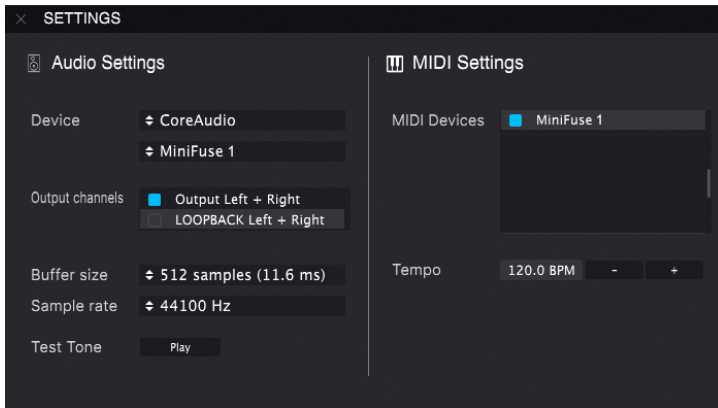 × SETTINGS
Audio Settings
Device CoreAudio
MiniFuse 1
Output channels Output Left + Right
LOOPBACK Left + Right
Buffer size 512 samples (11.6 ms)
Sample rate 44100 Hz
Test Tone Play
MIDI Settings
MIDI Devices MiniFuse 1
Tempo 120.0 BPM - +